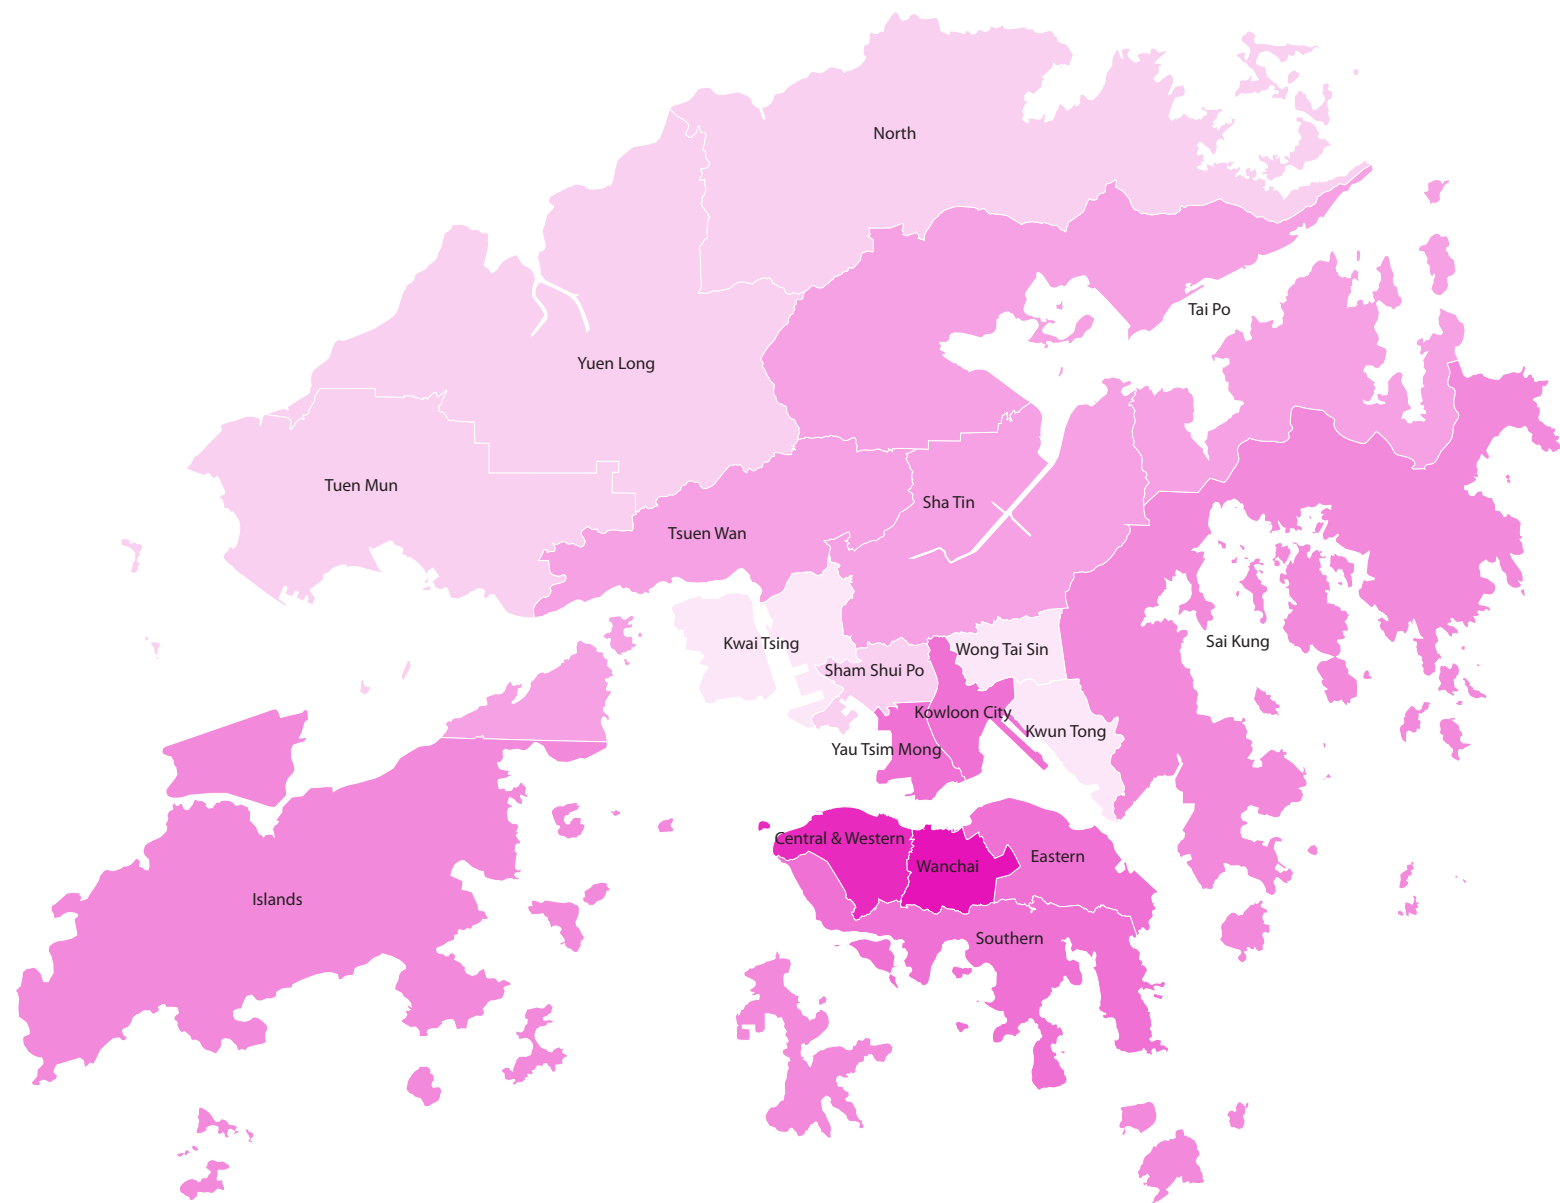 North
Tai Po
Yuen Long
Tuen Mun
Sha Tin
Tsuen Wan
Kwai Tsing
Wong Tai Sin
Sai Kung
Sham Shui Po
Kowloon City
Kwun Tong
Yau Tsim Mong
Central & Western
Eastern
Wanchai
Islands
Southern